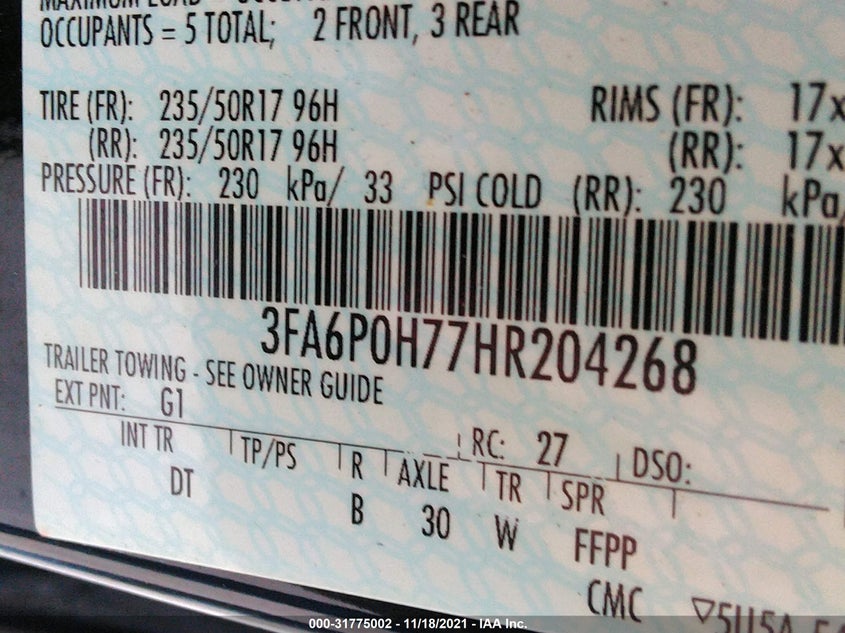 OCCUPANTS = 5 TOTAL; 2 FRONT, 3 REAR
TIRE (FR): 235/50R17 96H RIMS (FR): 17x
(RR): 235/50R17 96H (RR): 17x
PRESSURE (FR): 230 kPa/ 33 PSI COLD (RR): 230 kPa/
3FA6P0H77HR204268
TRAILER TOWING - SEE OWNER GUIDE
EXT PNT: G1 RC: 27 DSO:
INT TR TP/PS R AXLE TR SPR
DT B 30 W FFPP
CMC
000-31775002 - 11/18/2021 - IAA Inc.